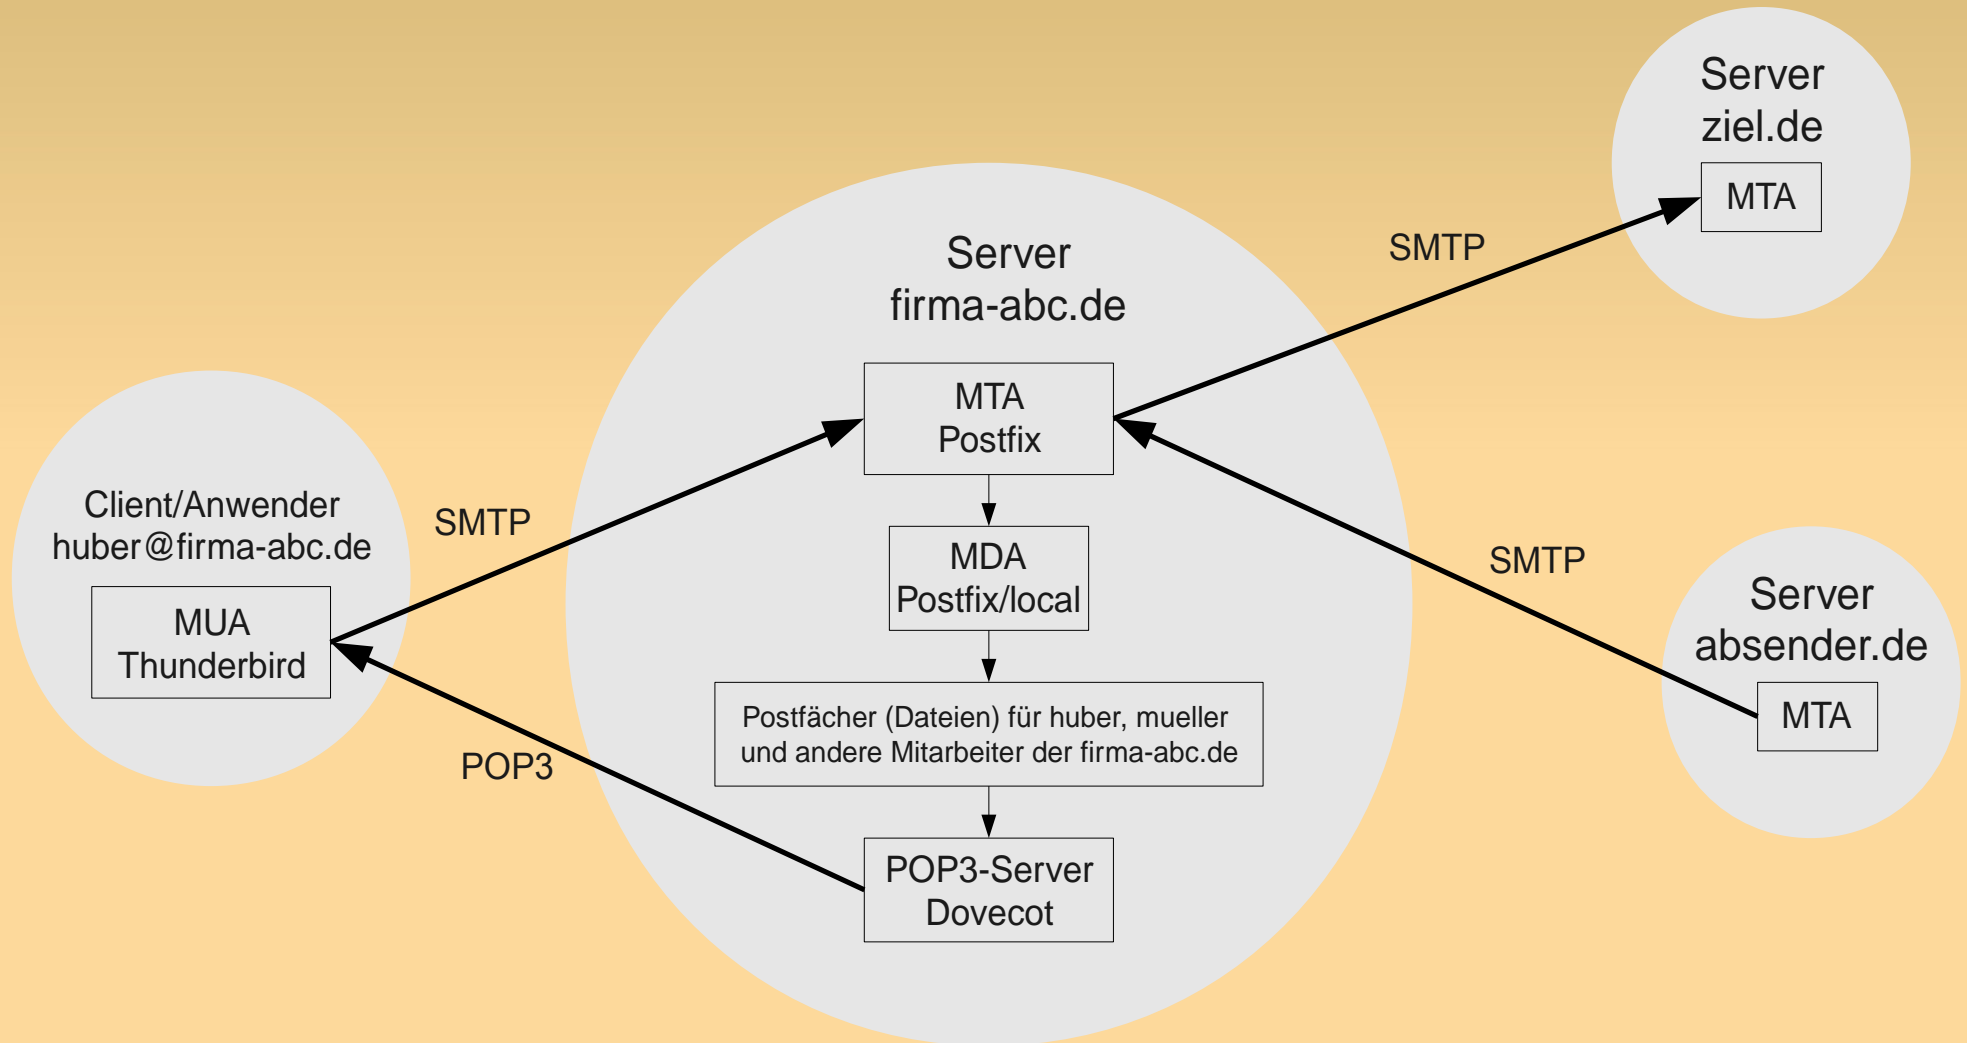 Server
ziel.de
MTA
SMTP
Server
firma-abc.de
MTA
Postfix
Client/Anwender
huber@firma-abc.de
MUA
Thunderbird
SMTP
MDA
Postfix/local
SMTP
Server
absender.de
MTA
Postfächer (Dateien) für huber, mueller
und andere Mitarbeiter der firma-abc.de
POP3
POP3-Server
Dovecot